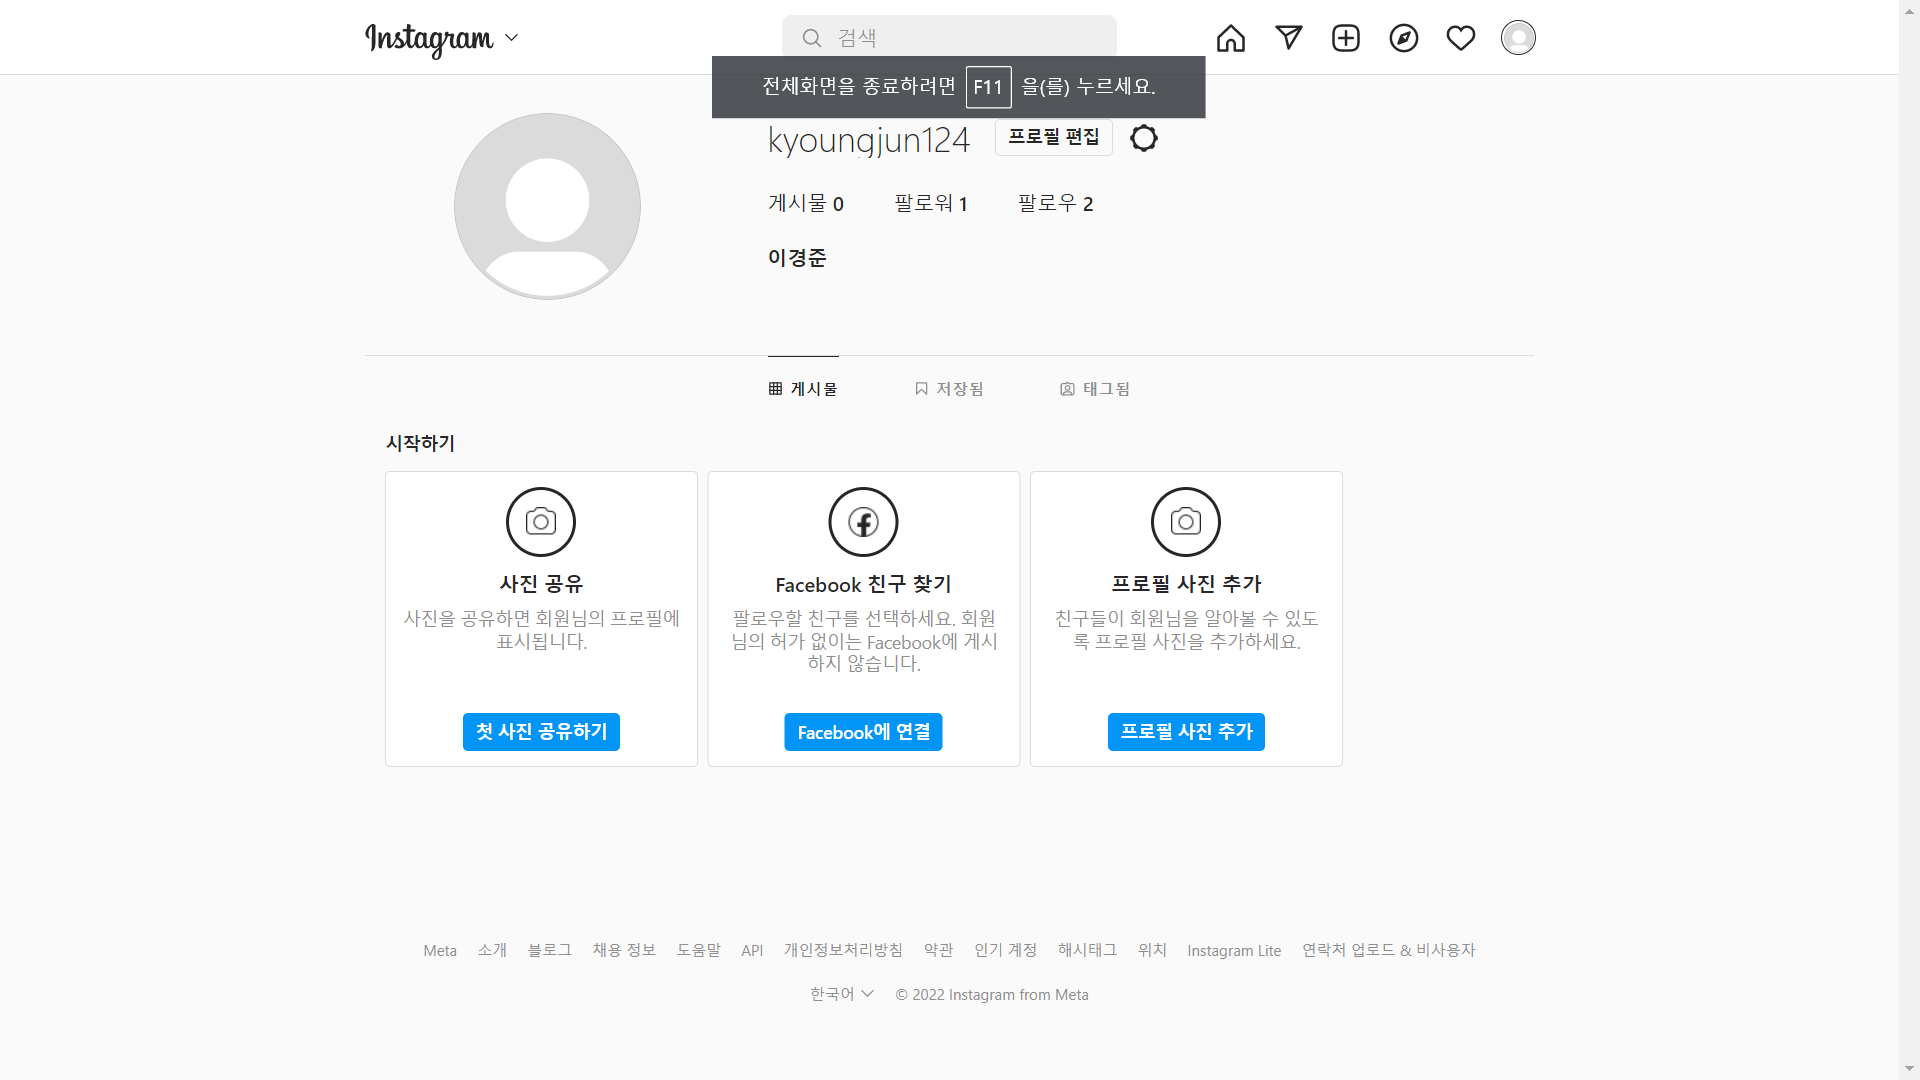 Instagram
검색
전체화면을 종료하려면 F11 을(를) 누르세요.
kyoungjun124 프로필 편집
게시물 0 팔로워 1 팔로우 2
이경준
게시물 저장됨 태그됨
시작하기
사진 공유
사진을 공유하면 회원님의 프로필에
표시됩니다.
첫 사진 공유하기
Facebook 친구 찾기
팔로우할 친구를 선택하세요. 회원
님의 허가 없이는 Facebook에 게시
하지 않습니다.
Facebook에 연결
프로필 사진 추가
친구들이 회원님을 알아볼 수 있도
록 프로필 사진을 추가하세요.
프로필 사진 추가
Meta 소개 블로그 채용 정보 도움말 API 개인정보처리방침 약관 인기 계정 해시태그 위치 Instagram Lite 연락처 업로드 & 비사용자
한국어 © 2022 Instagram from Meta